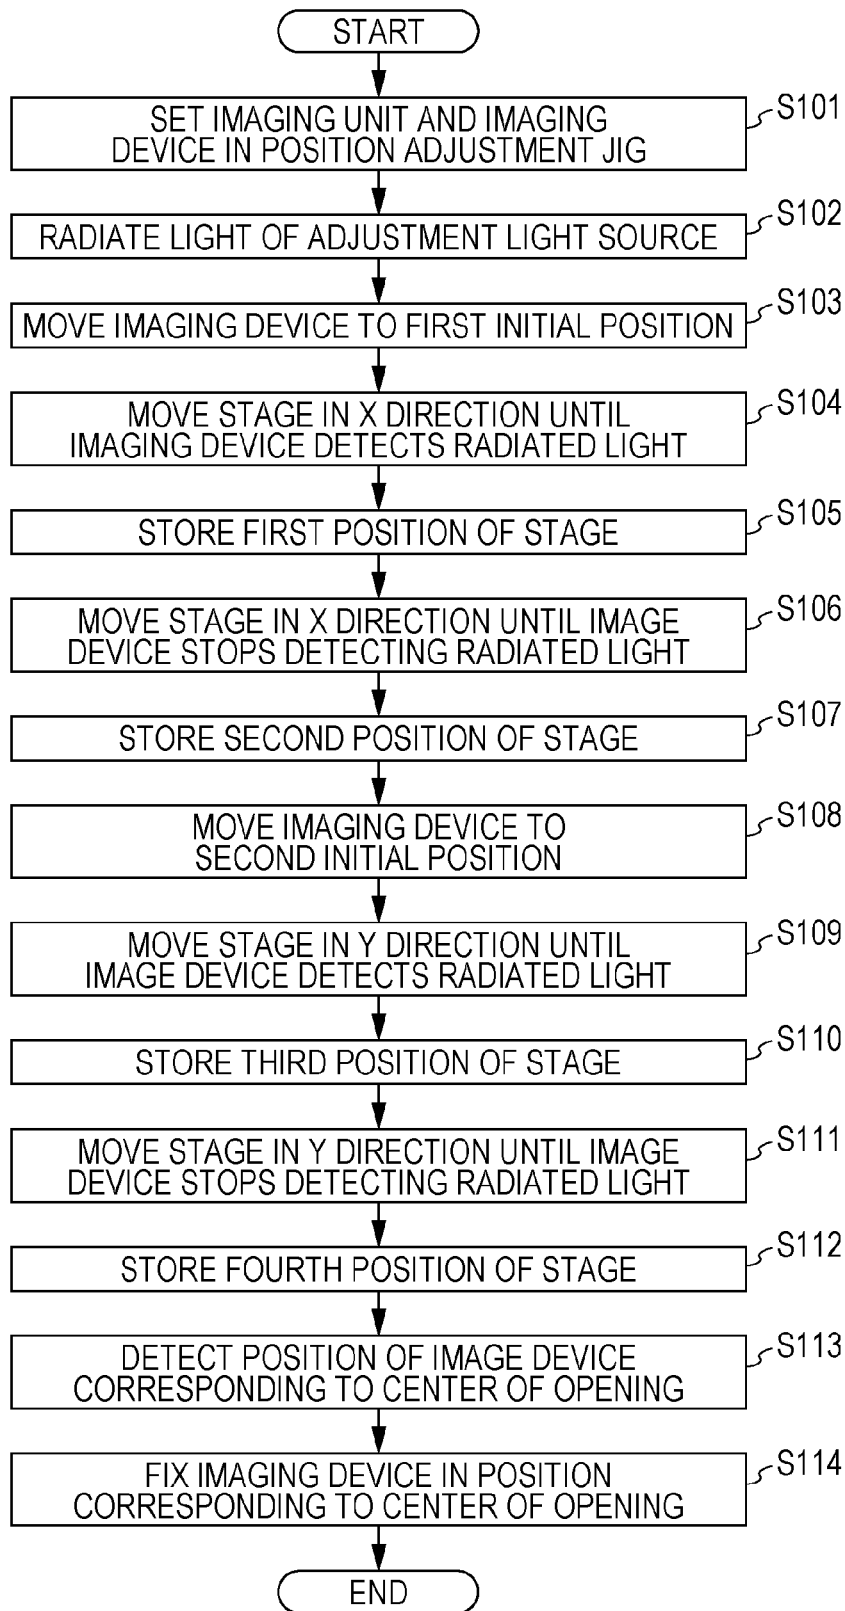 START
SET IMAGING UNIT AND IMAGING
DEVICE IN POSITION ADJUSTMENT JIG
S101
RADIATE LIGHT OF ADJUSTMENT LIGHT SOURCE
S102
MOVE IMAGING DEVICE TO FIRST INITIAL POSITION
S103
MOVE STAGE IN X DIRECTION UNTIL
IMAGING DEVICE DETECTS RADIATED LIGHT
S104
STORE FIRST POSITION OF STAGE
S105
MOVE STAGE IN X DIRECTION UNTIL IMAGE
DEVICE STOPS DETECTING RADIATED LIGHT
S106
STORE SECOND POSITION OF STAGE
S107
MOVE IMAGING DEVICE TO
SECOND INITIAL POSITION
S108
MOVE STAGE IN Y DIRECTION UNTIL
IMAGE DEVICE DETECTS RADIATED LIGHT
S109
STORE THIRD POSITION OF STAGE
S110
MOVE STAGE IN Y DIRECTION UNTIL IMAGE
DEVICE STOPS DETECTING RADIATED LIGHT
S111
STORE FOURTH POSITION OF STAGE
S112
DETECT POSITION OF IMAGE DEVICE
CORRESPONDING TO CENTER OF OPENING
S113
FIX IMAGING DEVICE IN POSITION
CORRESPONDING TO CENTER OF OPENING
S114
END